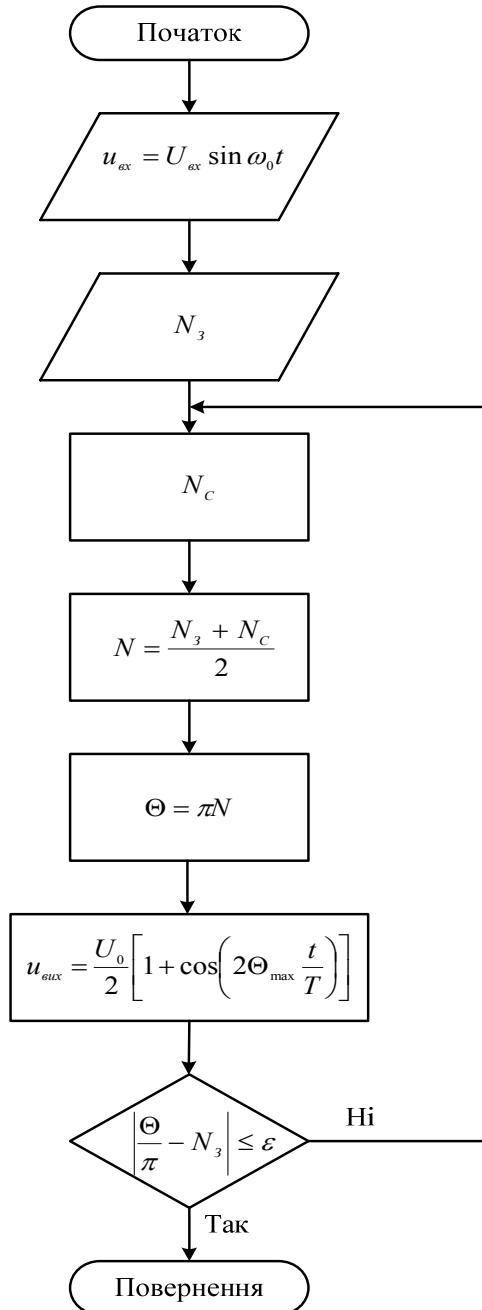 Початок
u_вх = U_вх sin ω₀t
N_з
N_C
N = (N_з + N_C) / 2
Θ = πN
u_вих = U₀/2 [1 + cos(2Θ_max t/T)]
|Θ/π − N_з| ≤ ε
Ні
Так
Повернення